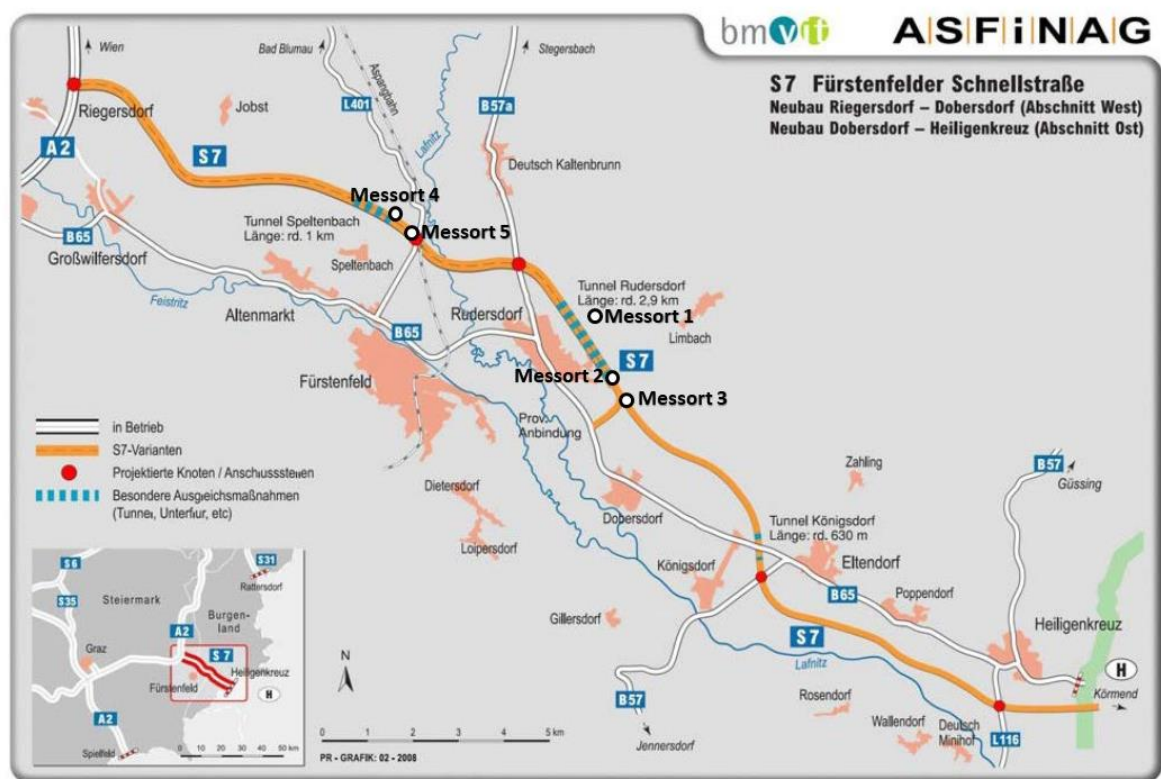 bmvit
ASFiNAG
S7 Fürstenfelder Schnellstraße
Neubau Riegersdorf – Dobersdorf (Abschnitt West)
Neubau Dobersdorf – Heiligenkreuz (Abschnitt Ost)
Wien
Bad Blumau
Stegersbach
Aspangbahn
Riegersdorf
Jobst
L401
B57a
A2
S7
Lafnitz
Deutsch Kaltenbrunn
Messort 4
Tunnel Speltenbach
Länge: rd. 1 km
Messort 5
B65
Großwilfersdorf
Speltenbach
Feistritz
Tunnel Rudersdorf
Länge: rd. 2,9 km
Altenmarkt
Rudersdorf
Messort 1
B65
Limbach
S7
Fürstenfeld
Messort 2
Messort 3
Prov.
Anbindung
in Betrieb
S7-Varianten
Projektierte Knoten / Anschussstellen
Besondere Ausgleichsmaßnahmen
(Tunnel, Unterflur, etc)
Zahling
B57
Güssing
Dietersdorf
Dobersdorf
Loipersdorf
Tunnel Königsdorf
Länge: rd. 630 m
Königsdorf
Eltendorf
B65
Poppendorf
Gillersdorf
Heiligenkreuz
S7
Lafnitz
H
Körmend
B57
Jennersdorf
Rosendorf
Wallendorf
Deutsch
Minihof
L116
S6
S31
Rattersdorf
Steiermark
S35
Burgen-
land
A2
Graz
S7
Heiligenkreuz
Fürstenfeld
H
A2
Spielfeld
0 10 20 30 40 50 km
N
0 1 2 3 4 5 km
PR - GRAFIK: 02 - 2008